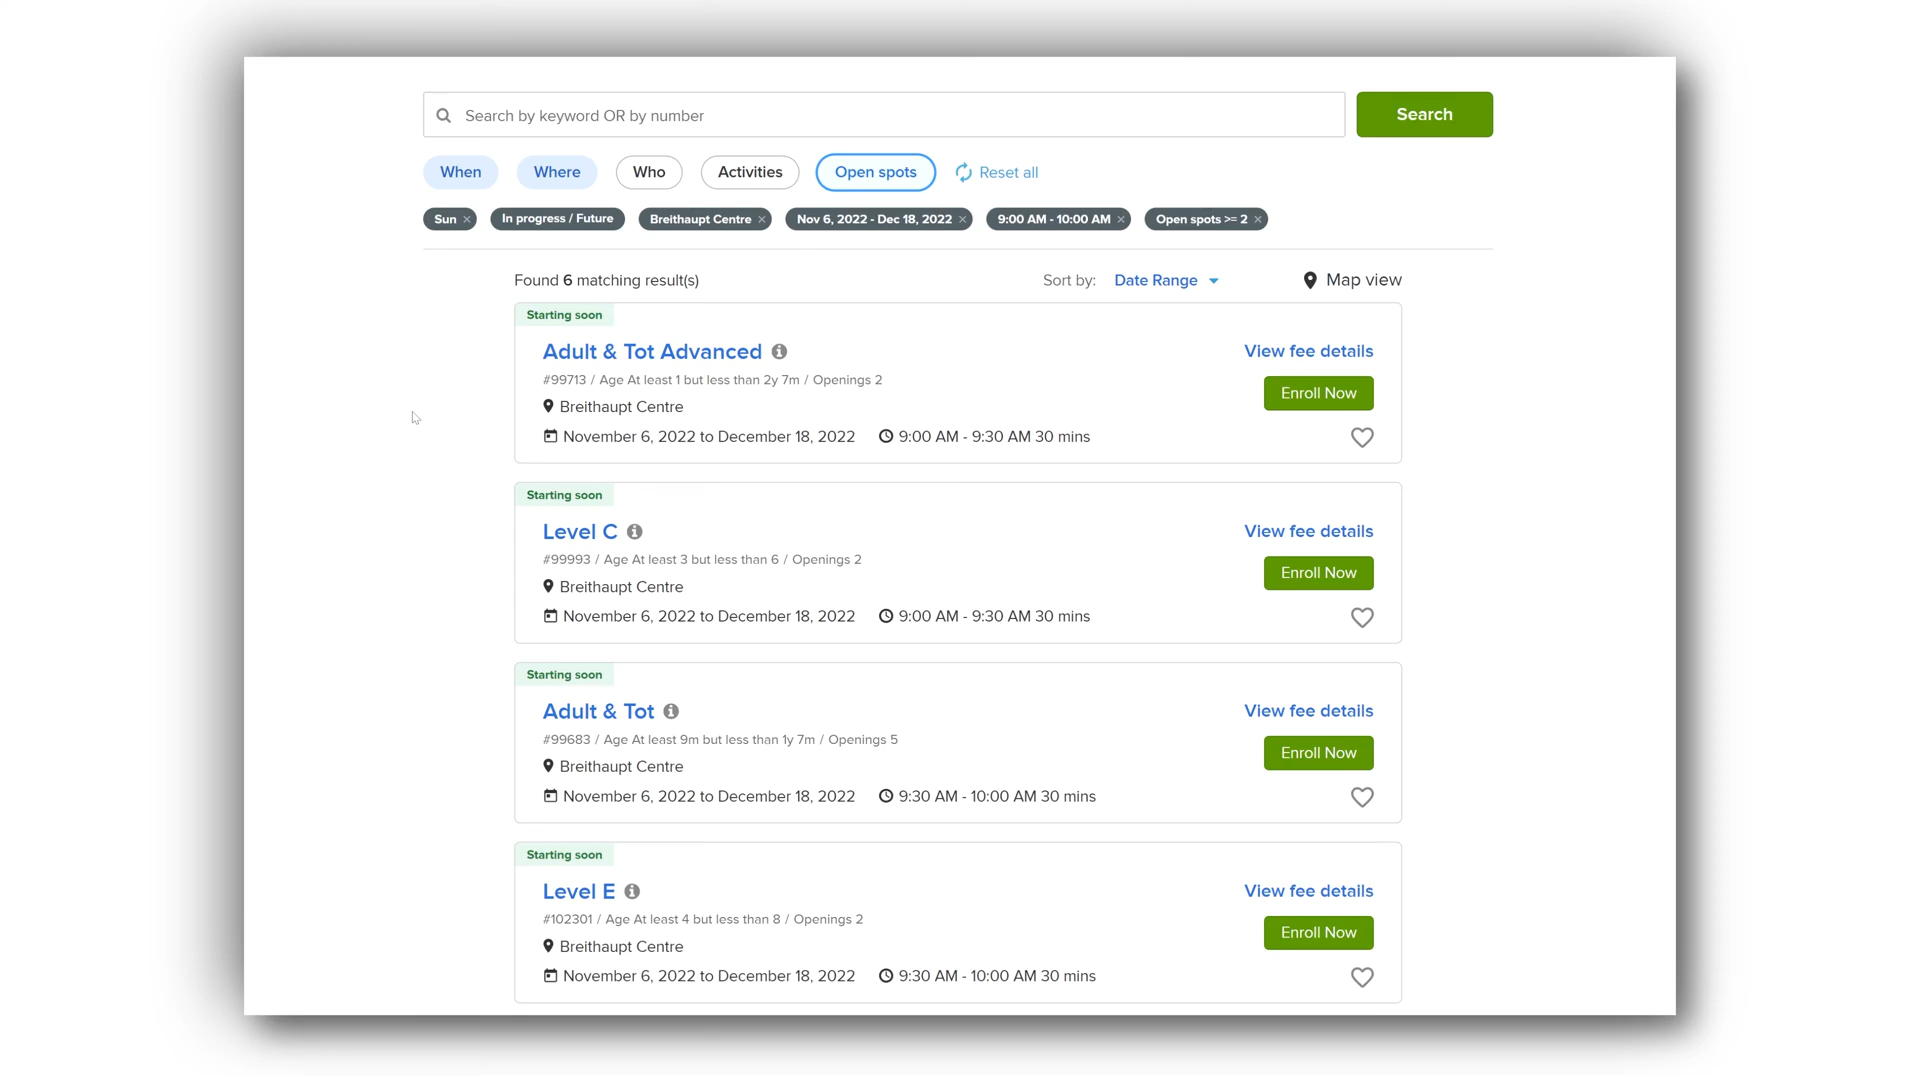 Search by keyword OR by number
Search
When
Where
Who
Activities
Open spots
Reset all
Sun ×
In progress / Future
Breithaupt Centre ×
Nov 6, 2022 - Dec 18, 2022 ×
9:00 AM - 10:00 AM ×
Open spots >= 2 ×
Found 6 matching result(s)
Sort by: Date Range
Map view
Starting soon
Adult & Tot Advanced
View fee details
#99713 / Age At least 1 but less than 2y 7m / Openings 2
Enroll Now
Breithaupt Centre
November 6, 2022 to December 18, 2022
9:00 AM - 9:30 AM 30 mins
Starting soon
Level C
View fee details
#99993 / Age At least 3 but less than 6 / Openings 2
Enroll Now
Breithaupt Centre
November 6, 2022 to December 18, 2022
9:00 AM - 9:30 AM 30 mins
Starting soon
Adult & Tot
View fee details
#99683 / Age At least 9m but less than 1y 7m / Openings 5
Enroll Now
Breithaupt Centre
November 6, 2022 to December 18, 2022
9:30 AM - 10:00 AM 30 mins
Starting soon
Level E
View fee details
#102301 / Age At least 4 but less than 8 / Openings 2
Enroll Now
Breithaupt Centre
November 6, 2022 to December 18, 2022
9:30 AM - 10:00 AM 30 mins